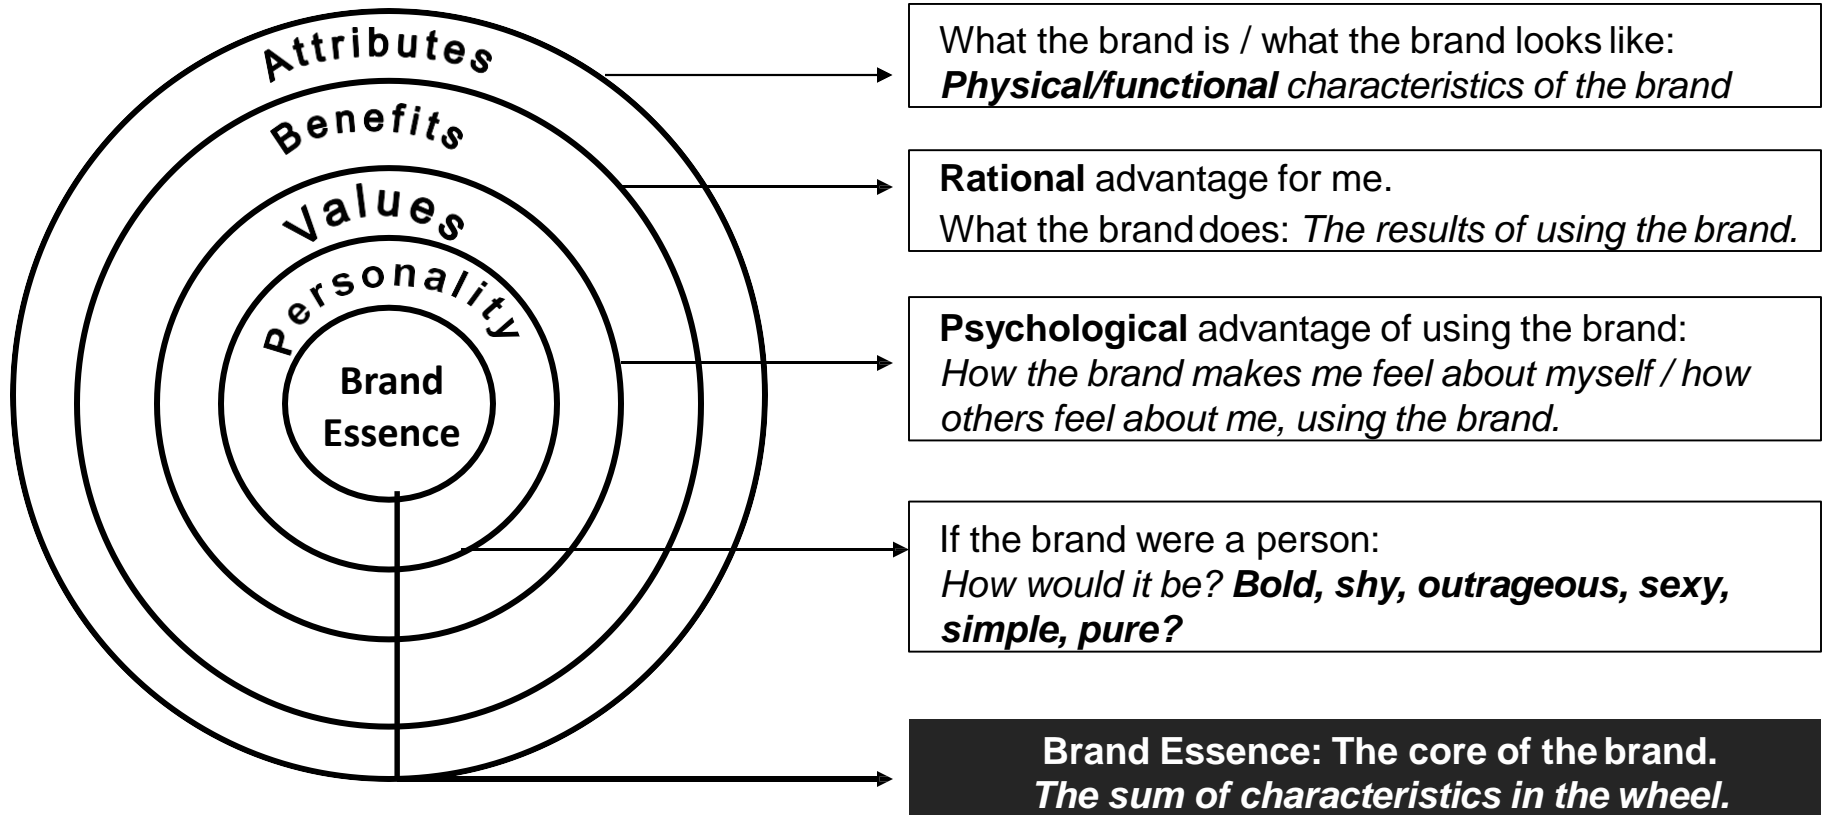 Attributes
Benefits
Values
Personality
Brand
Essence
What the brand is / what the brand looks like:
Physical/functional characteristics of the brand
Rational advantage for me.
What the brand does: The results of using the brand.
Psychological advantage of using the brand:
How the brand makes me feel about myself / how
others feel about me, using the brand.
If the brand were a person:
How would it be? Bold, shy, outrageous, sexy,
simple, pure?
Brand Essence: The core of the brand.
The sum of characteristics in the wheel.